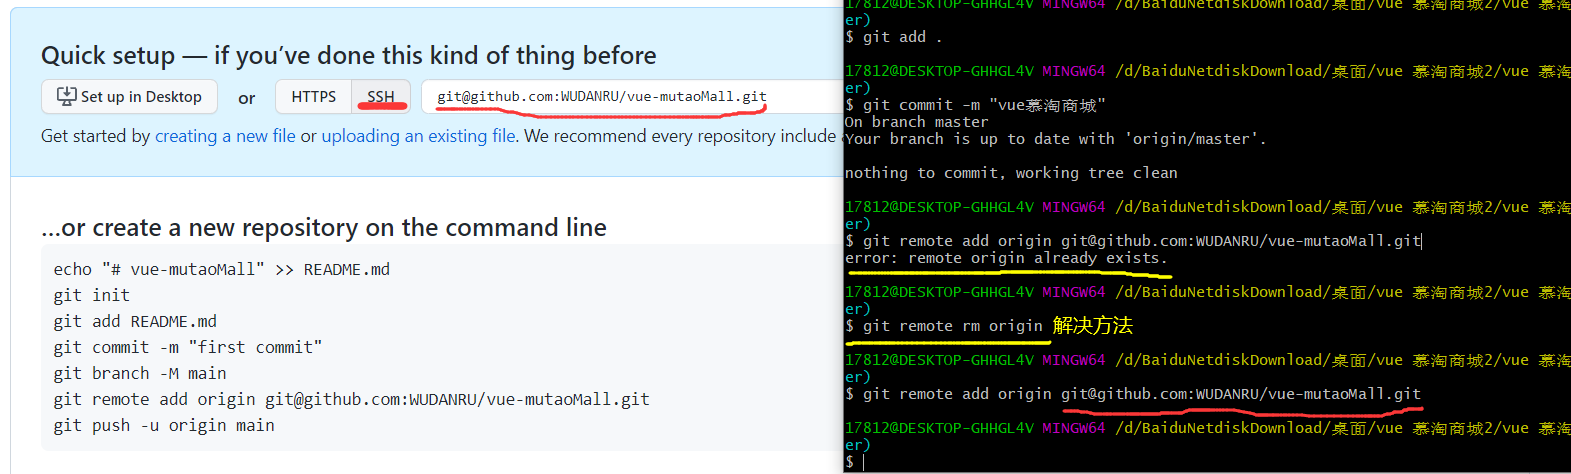 Quick setup — if you've done this kind of thing before
Set up in Desktop or HTTPS SSH git@github.com:WUDANRU/vue-mutaoMall.git
Get started by creating a new file or uploading an existing file. We recommend every repository include
...or create a new repository on the command line
echo "# vue-mutaoMall" >> README.md
git init
git add README.md
git commit -m "first commit"
git branch -M main
git remote add origin git@github.com:WUDANRU/vue-mutaoMall.git
git push -u origin main
17812@DESKTOP-GHHGL4V MINGW64 /d/BaiduNetdiskDownload/桌面/vue 慕淘商城2/vue 慕
er)
$ git add .
17812@DESKTOP-GHHGL4V MINGW64 /d/BaiduNetdiskDownload/桌面/vue 慕淘商城2/vue 慕
er)
$ git commit -m "vue慕淘商城"
On branch master
Your branch is up to date with 'origin/master'.
nothing to commit, working tree clean
17812@DESKTOP-GHHGL4V MINGW64 /d/BaiduNetdiskDownload/桌面/vue 慕淘商城2/vue 慕
er)
$ git remote add origin git@github.com:WUDANRU/vue-mutaoMall.git
error: remote origin already exists.
17812@DESKTOP-GHHGL4V MINGW64 /d/BaiduNetdiskDownload/桌面/vue 慕淘商城2/vue 慕
er)
$ git remote rm origin 解决方法
17812@DESKTOP-GHHGL4V MINGW64 /d/BaiduNetdiskDownload/桌面/vue 慕淘商城2/vue 慕
er)
$ git remote add origin git@github.com:WUDANRU/vue-mutaoMall.git
17812@DESKTOP-GHHGL4V MINGW64 /d/BaiduNetdiskDownload/桌面/vue 慕淘商城2/vue 慕
er)
$